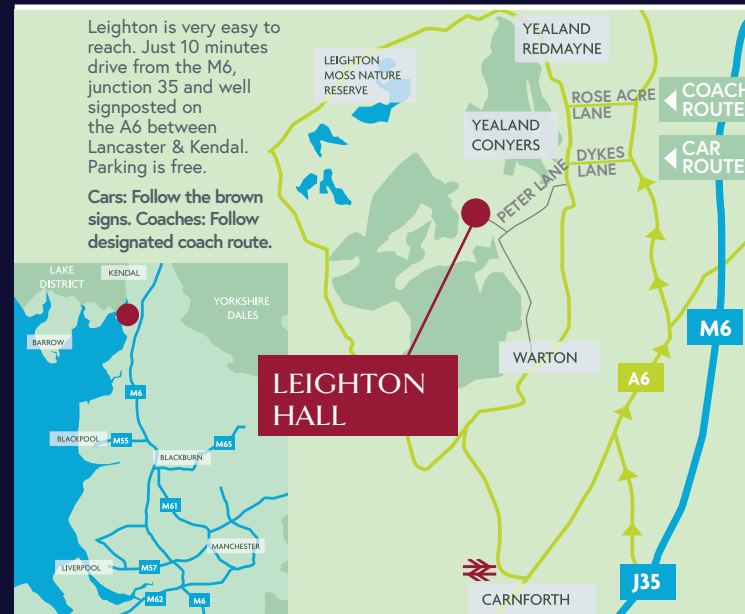 Leighton is very easy to
reach. Just 10 minutes
drive from the M6,
junction 35 and well
signposted on
the A6 between
Lancaster & Kendal.
Parking is free.
Cars: Follow the brown
signs. Coaches: Follow
designated coach route.
LEIGHTON
MOSS NATURE
RESERVE
YEALAND
REDMAYNE
YEALAND
CONYERS
ROSE ACRE
LANE
COACH
ROUTE
DYKES
LANE
CAR
ROUTE
PETER LANE
M6
WARTON
A6
LEIGHTON
HALL
J35
CARNFORTH
LAKE
DISTRICT
KENDAL
YORKSHIRE
DALES
BARROW
M6
BLACKPOOL
M55
M65
BLACKBURN
M61
MANCHESTER
LIVERPOOL
M57
M62
M6